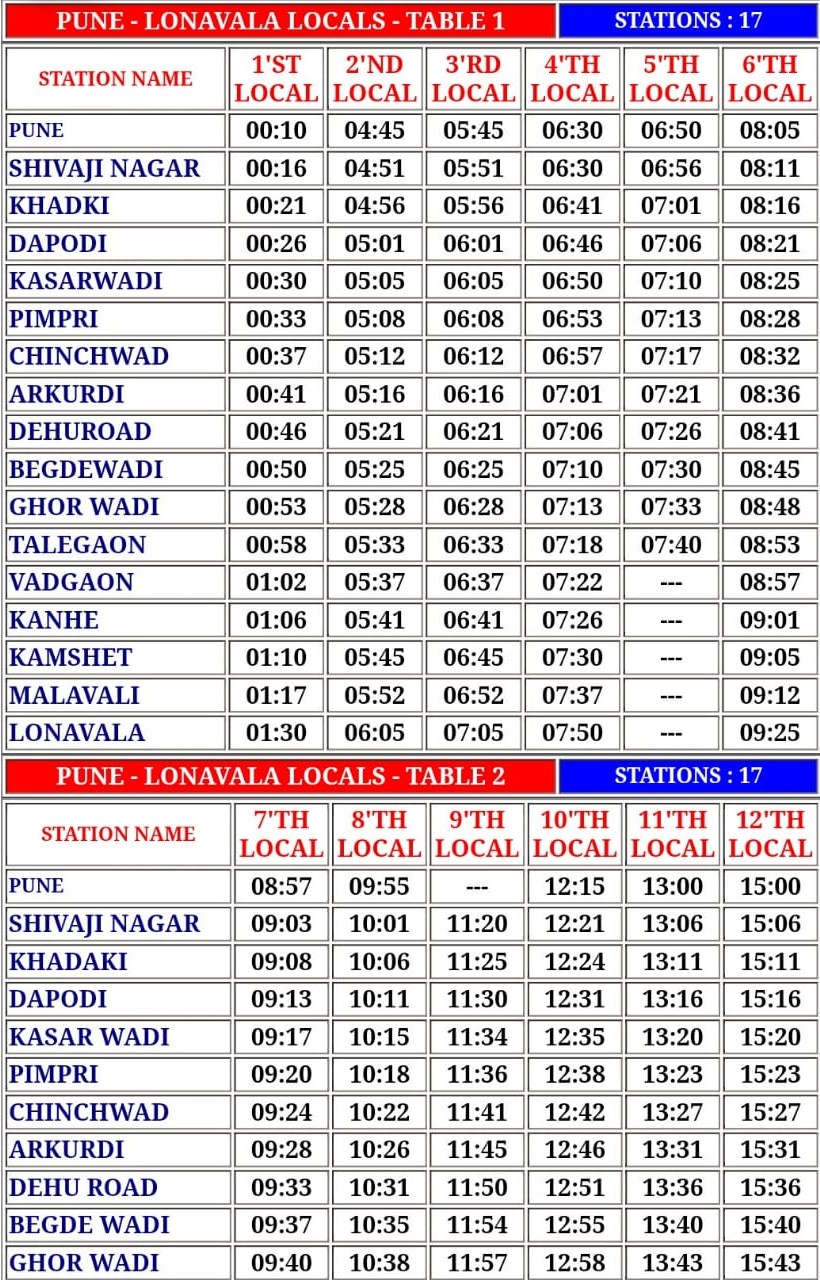 PUNE - LONAVALA LOCALS - TABLE 1 STATIONS : 17
STATION NAME 1'ST LOCAL 2'ND LOCAL 3'RD LOCAL 4'TH LOCAL 5'TH LOCAL 6'TH LOCAL
PUNE 00:10 04:45 05:45 06:30 06:50 08:05
SHIVAJI NAGAR 00:16 04:51 05:51 06:30 06:56 08:11
KHADKI 00:21 04:56 05:56 06:41 07:01 08:16
DAPODI 00:26 05:01 06:01 06:46 07:06 08:21
KASARWADI 00:30 05:05 06:05 06:50 07:10 08:25
PIMPRI 00:33 05:08 06:08 06:53 07:13 08:28
CHINCHWAD 00:37 05:12 06:12 06:57 07:17 08:32
ARKURDI 00:41 05:16 06:16 07:01 07:21 08:36
DEHUROAD 00:46 05:21 06:21 07:06 07:26 08:41
BEGDEWADI 00:50 05:25 06:25 07:10 07:30 08:45
GHOR WADI 00:53 05:28 06:28 07:13 07:33 08:48
TALEGAON 00:58 05:33 06:33 07:18 07:40 08:53
VADGAON 01:02 05:37 06:37 07:22 --- 08:57
KANHE 01:06 05:41 06:41 07:26 --- 09:01
KAMSHET 01:10 05:45 06:45 07:30 --- 09:05
MALAVALI 01:17 05:52 06:52 07:37 --- 09:12
LONAVALA 01:30 06:05 07:05 07:50 --- 09:25
PUNE - LONAVALA LOCALS - TABLE 2 STATIONS : 17
STATION NAME 7'TH LOCAL 8'TH LOCAL 9'TH LOCAL 10'TH LOCAL 11'TH LOCAL 12'TH LOCAL
PUNE 08:57 09:55 --- 12:15 13:00 15:00
SHIVAJI NAGAR 09:03 10:01 11:20 12:21 13:06 15:06
KHADAKI 09:08 10:06 11:25 12:24 13:11 15:11
DAPODI 09:13 10:11 11:30 12:31 13:16 15:16
KASAR WADI 09:17 10:15 11:34 12:35 13:20 15:20
PIMPRI 09:20 10:18 11:36 12:38 13:23 15:23
CHINCHWAD 09:24 10:22 11:41 12:42 13:27 15:27
ARKURDI 09:28 10:26 11:45 12:46 13:31 15:31
DEHU ROAD 09:33 10:31 11:50 12:51 13:36 15:36
BEGDE WADI 09:37 10:35 11:54 12:55 13:40 15:40
GHOR WADI 09:40 10:38 11:57 12:58 13:43 15:43